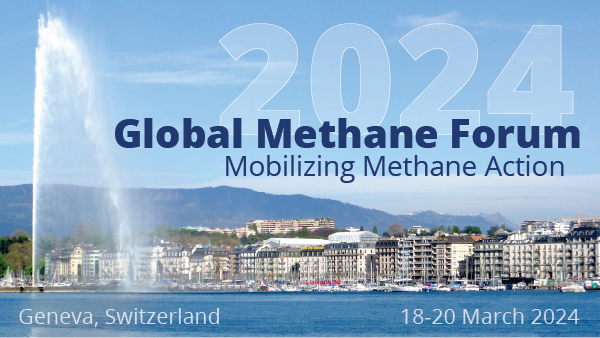 2024
Global Methane Forum
Mobilizing Methane Action
Geneva, Switzerland
18-20 March 2024